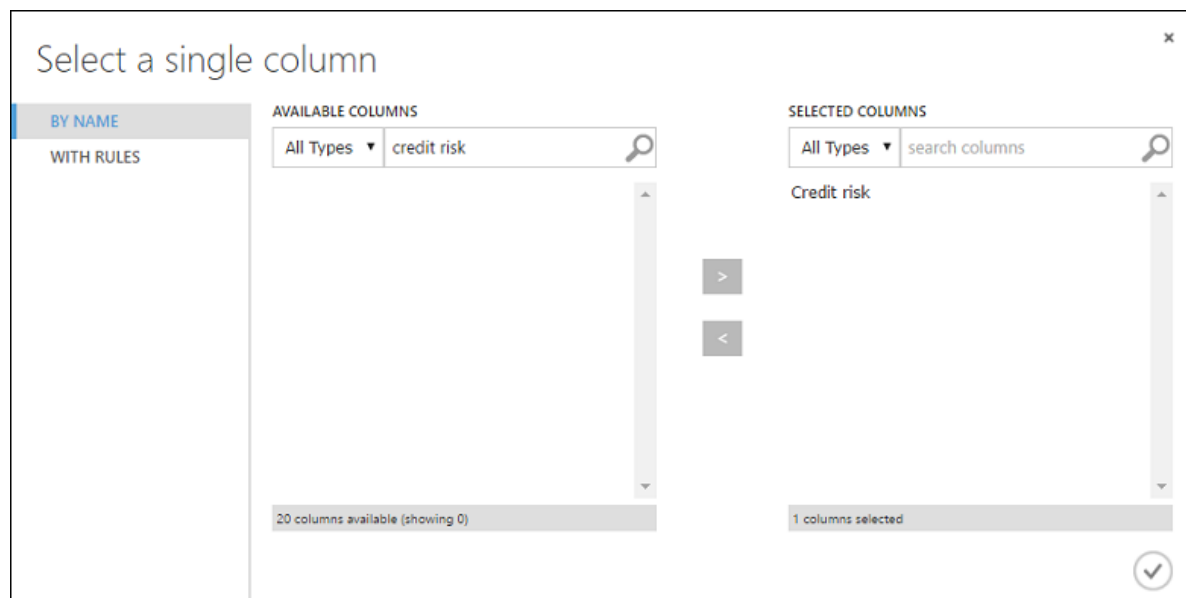 Select a single column
×
BY NAME
WITH RULES
AVAILABLE COLUMNS
All Types ▼ credit risk
20 columns available (showing 0)
>
<
SELECTED COLUMNS
All Types ▼ search columns
Credit risk
1 columns selected